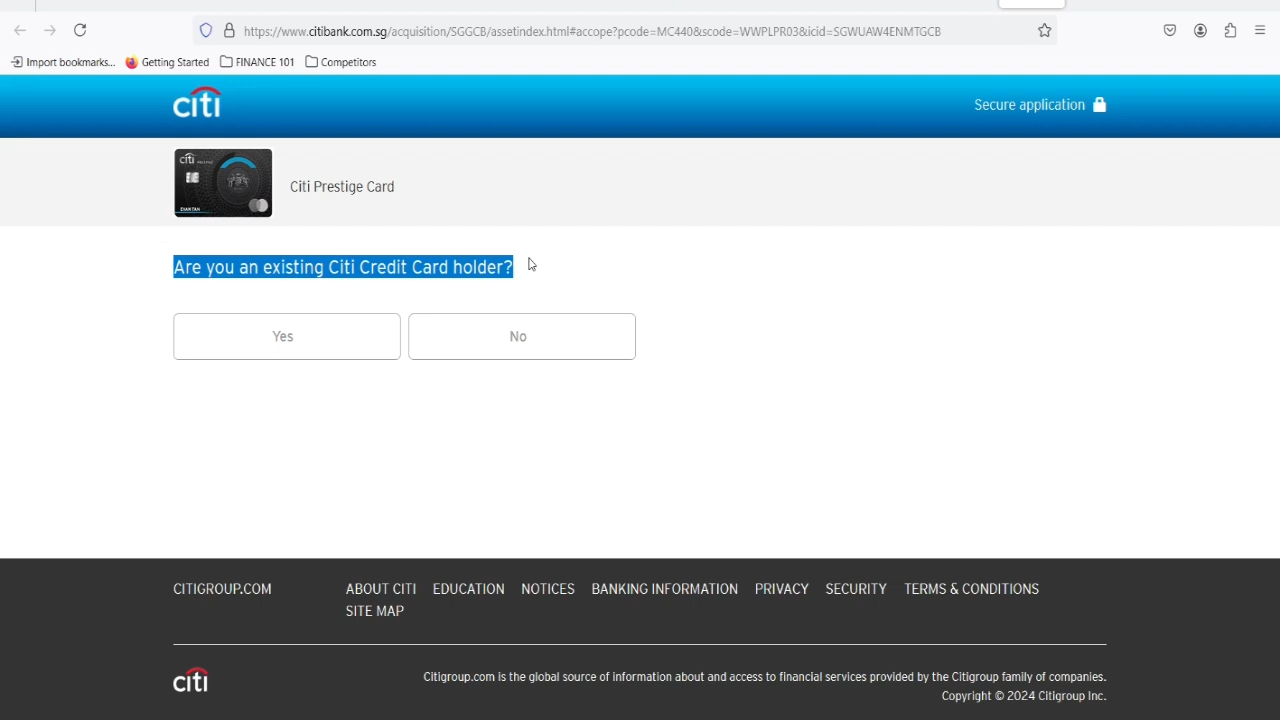 https://www.citibank.com.sg/acquisition/SGGCB/assetindex.html#accope?pcode=MC440&scode=WWPLPR03&icid=SGWUAW4ENMTGCB
Import bookmarks... Getting Started FINANCE 101 Competitors
citi Secure application
citi
Citi Prestige Card
Are you an existing Citi Credit Card holder?
Yes No
CITIGROUP.COM ABOUT CITI EDUCATION NOTICES BANKING INFORMATION PRIVACY SECURITY TERMS & CONDITIONS
SITE MAP
citi Citigroup.com is the global source of information about and access to financial services provided by the Citigroup family of companies.
Copyright © 2024 Citigroup Inc.